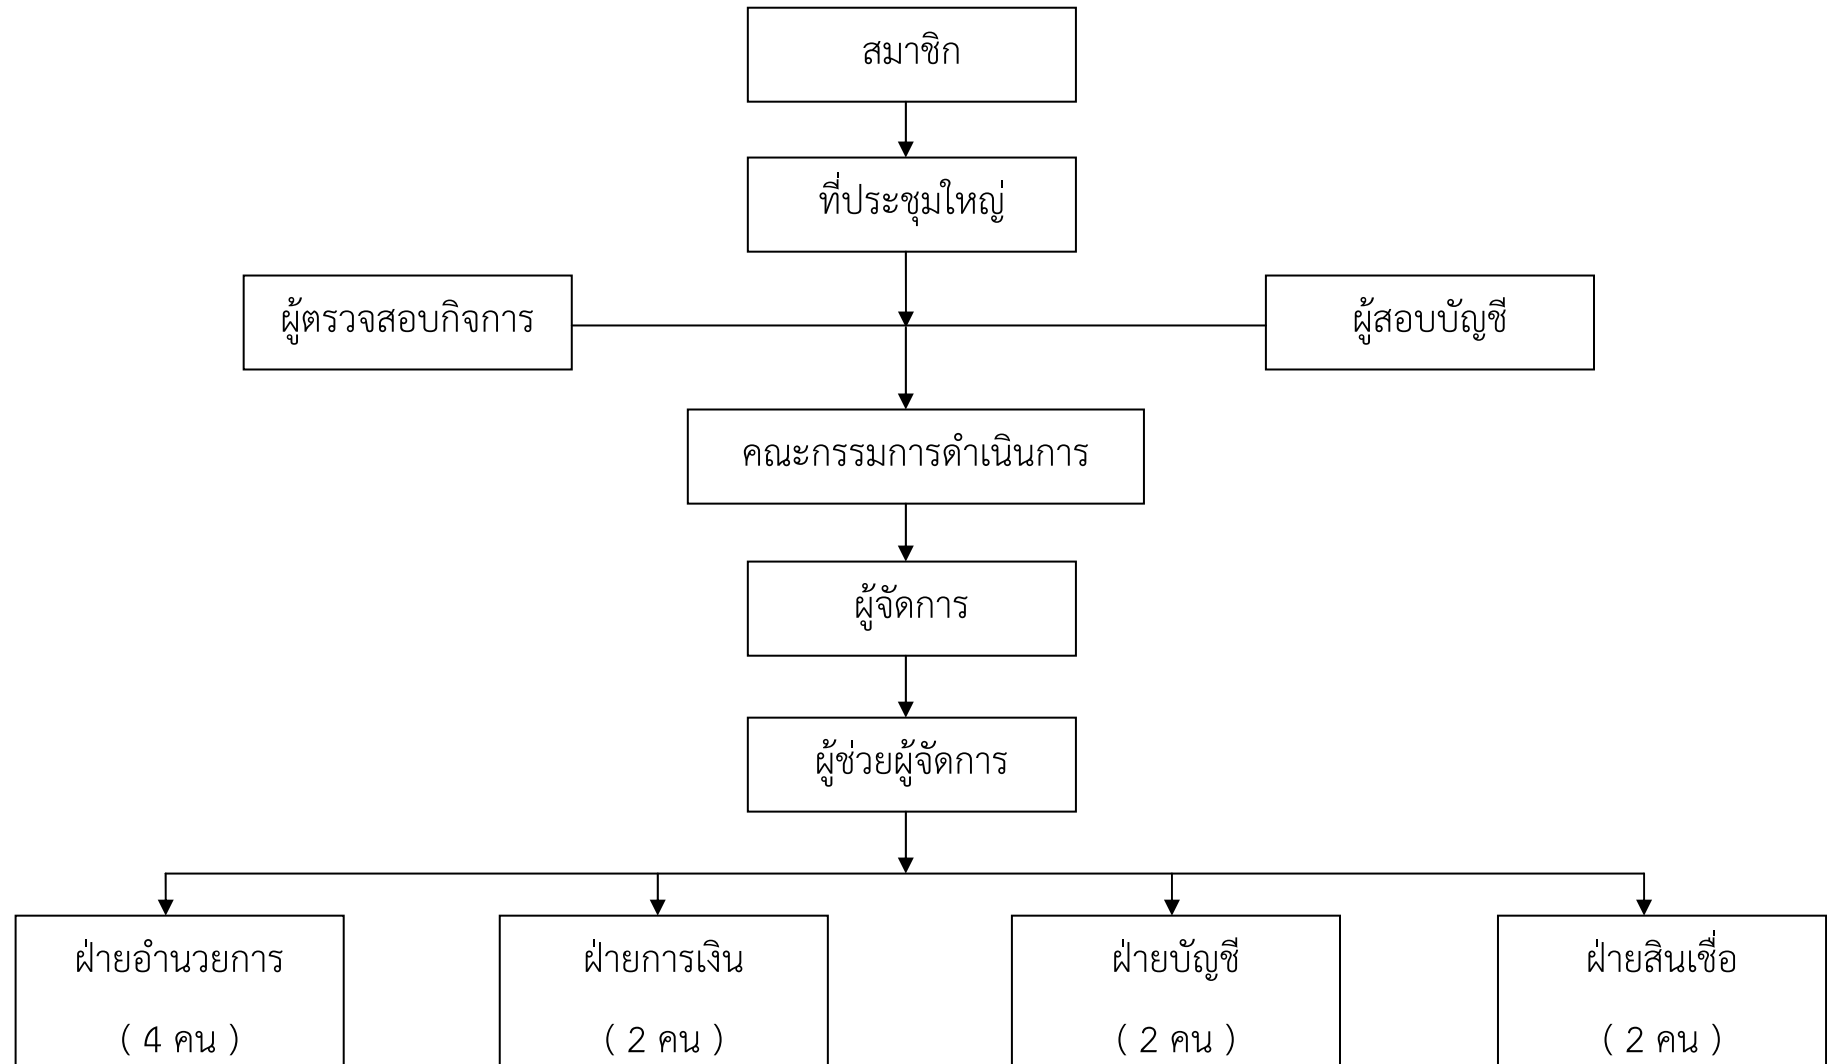 สมาชิก
ที่ประชุมใหญ่
ผู้ตรวจสอบกิจการ
ผู้สอบบัญชี
คณะกรรมการดำเนินการ
ผู้จัดการ
ผู้ช่วยผู้จัดการ
ฝ่ายอำนวยการ
( 4 คน )
ฝ่ายการเงิน
( 2 คน )
ฝ่ายบัญชี
( 2 คน )
ฝ่ายสินเชื่อ
( 2 คน )